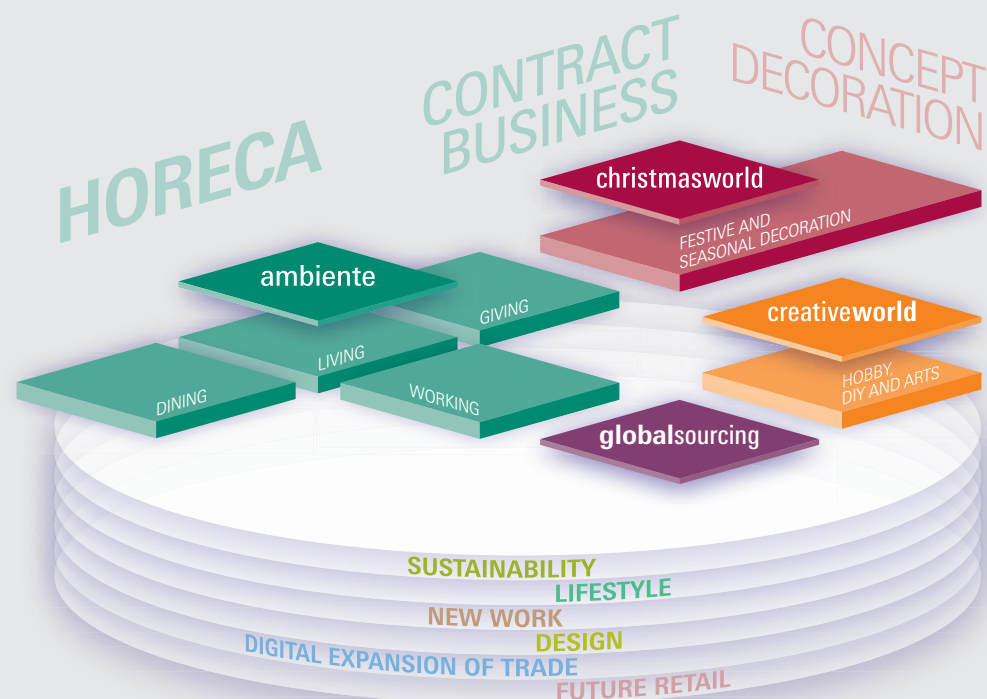 HORECA
CONTRACT
BUSINESS
CONCEPT
DECORATION
christmasworld
FESTIVE AND
SEASONAL DECORATION
ambiente
GIVING
LIVING
DINING
WORKING
creativeworld
HOBBY,
DIY AND ARTS
globalsourcing
SUSTAINABILITY
LIFESTYLE
NEW WORK
DESIGN
DIGITAL EXPANSION OF TRADE
FUTURE RETAIL